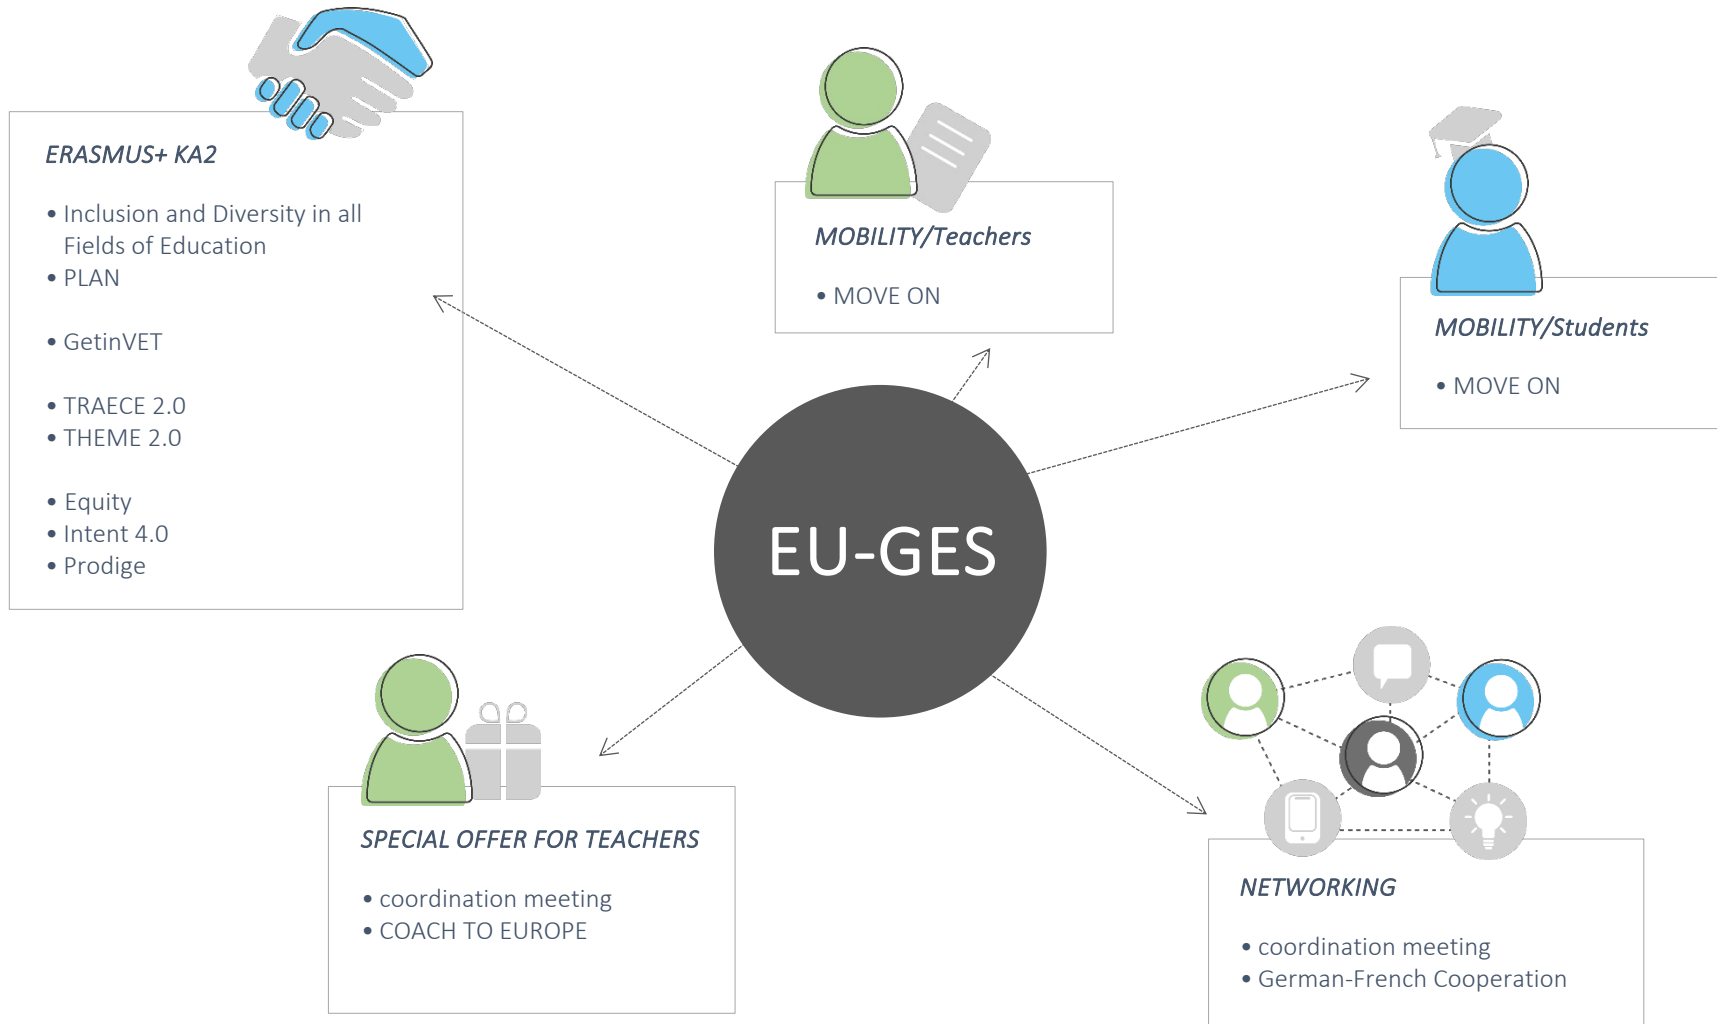 ERASMUS+ KA2
• Inclusion and Diversity in all
Fields of Education
• PLAN
• GetinVET
• TRAECE 2.0
• THEME 2.0
• Equity
• Intent 4.0
• Prodige
MOBILITY/Teachers
• MOVE ON
MOBILITY/Students
• MOVE ON
EU-GES
SPECIAL OFFER FOR TEACHERS
• coordination meeting
• COACH TO EUROPE
NETWORKING
• coordination meeting
• German-French Cooperation